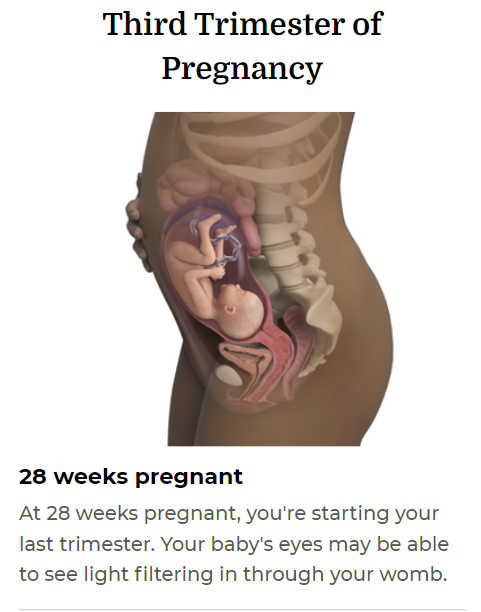 Third Trimester of
Pregnancy
28 weeks pregnant
At 28 weeks pregnant, you're starting your
last trimester. Your baby's eyes may be able
to see light filtering in through your womb.